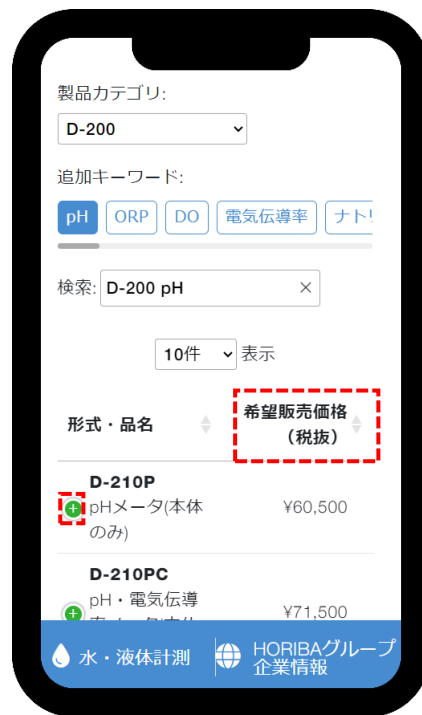 製品カテゴリ:
D-200
追加キーワード:
pH ORP DO 電気伝導率 ナト
検索: D-200 pH ×
10件 表示
形式・品名
希望販売価格
(税抜)
D-210P
pHメータ(本体
のみ)
¥60,500
D-210PC
pH・電気伝導
¥71,500
水・液体計測
HORIBAグループ
企業情報